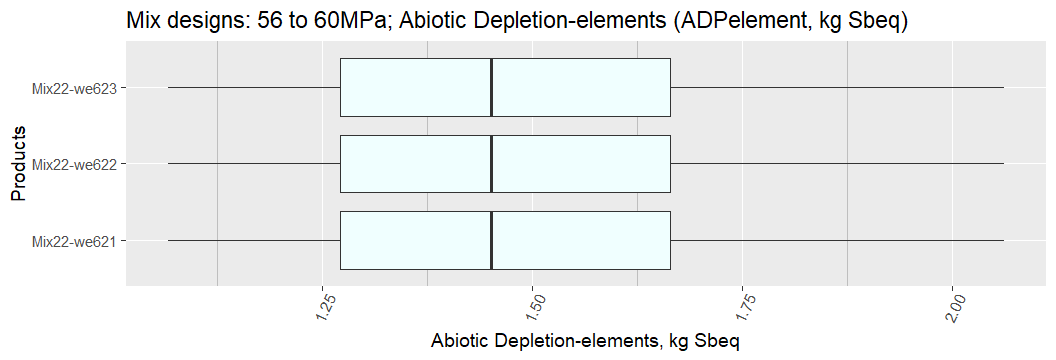 Mix designs: 56 to 60MPa; Abiotic Depletion-elements (ADPelement, kg Sbeq)
Products
Mix22-we623
Mix22-we622
Mix22-we621
1.25
1.50
1.75
2.00
Abiotic Depletion-elements, kg Sbeq